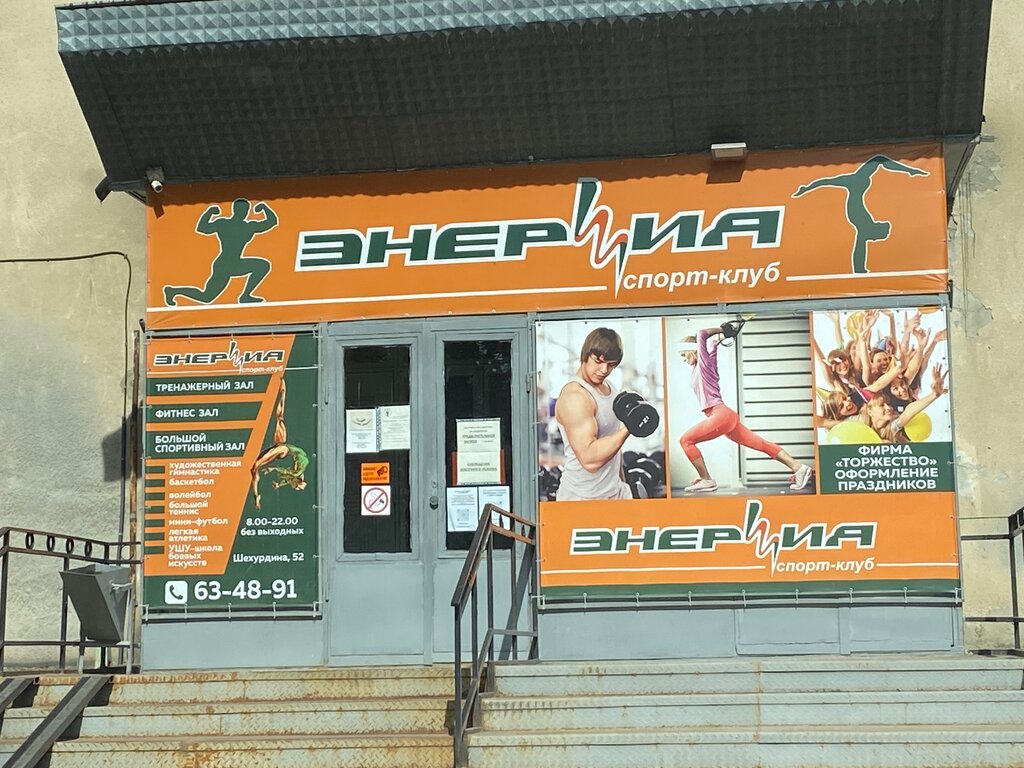 ЭНЕРГИЯ
спорт-клуб
ЭНЕРГИЯ
спорт-клуб
ТРЕНАЖЕРНЫЙ ЗАЛ
ФИТНЕС ЗАЛ
БОЛЬШОЙ
СПОРТИВНЫЙ ЗАЛ
художественная
гимнастика
баскетбол
волейбол
большой
теннис
мини-футбол
легкая
атлетика
УШУ-школа
боевых
искусств
8.00-22.00
без выходных
Шехурдина, 52
63-48-91
ФИРМА
«ТОРЖЕСТВО»
ОФОРМЛЕНИЕ
ПРАЗДНИКОВ
ЭНЕРГИЯ
спорт-клуб